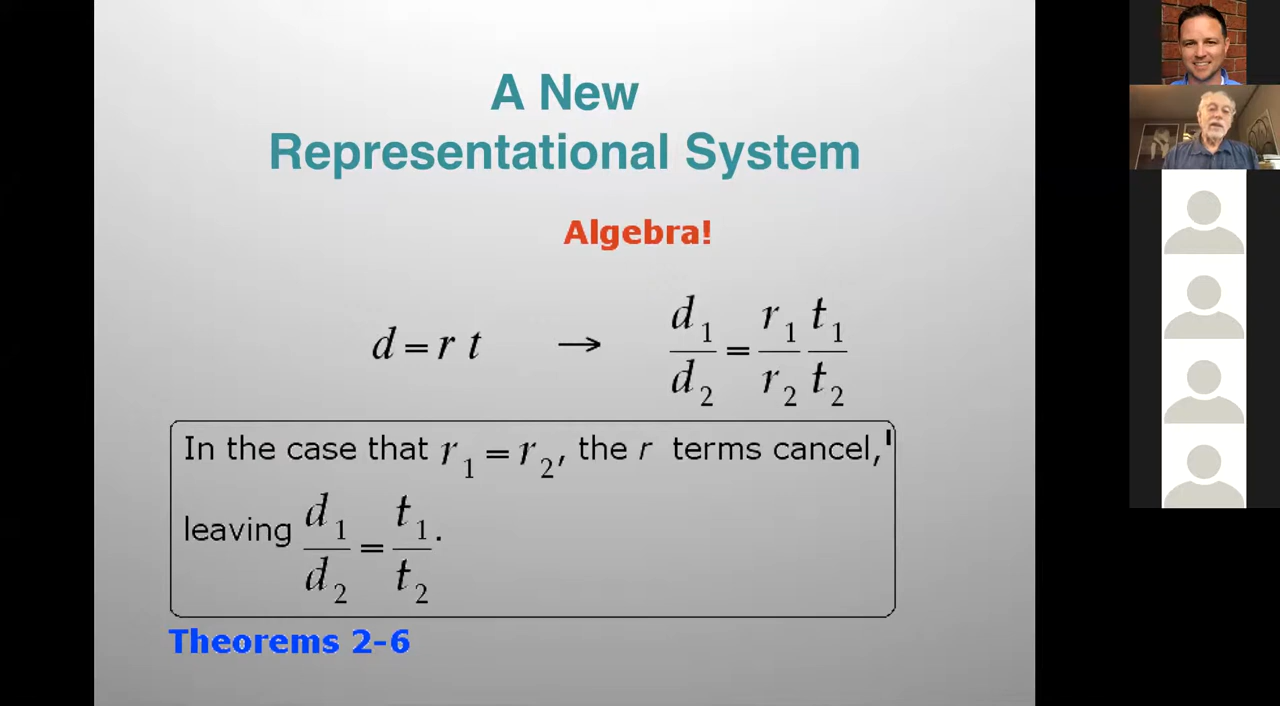 A New
Representational System
Algebra!
d = r t → d₁/d₂ = r₁/r₂ t₁/t₂
In the case that r₁ = r₂, the r terms cancel,
leaving d₁/d₂ = t₁/t₂.
Theorems 2-6